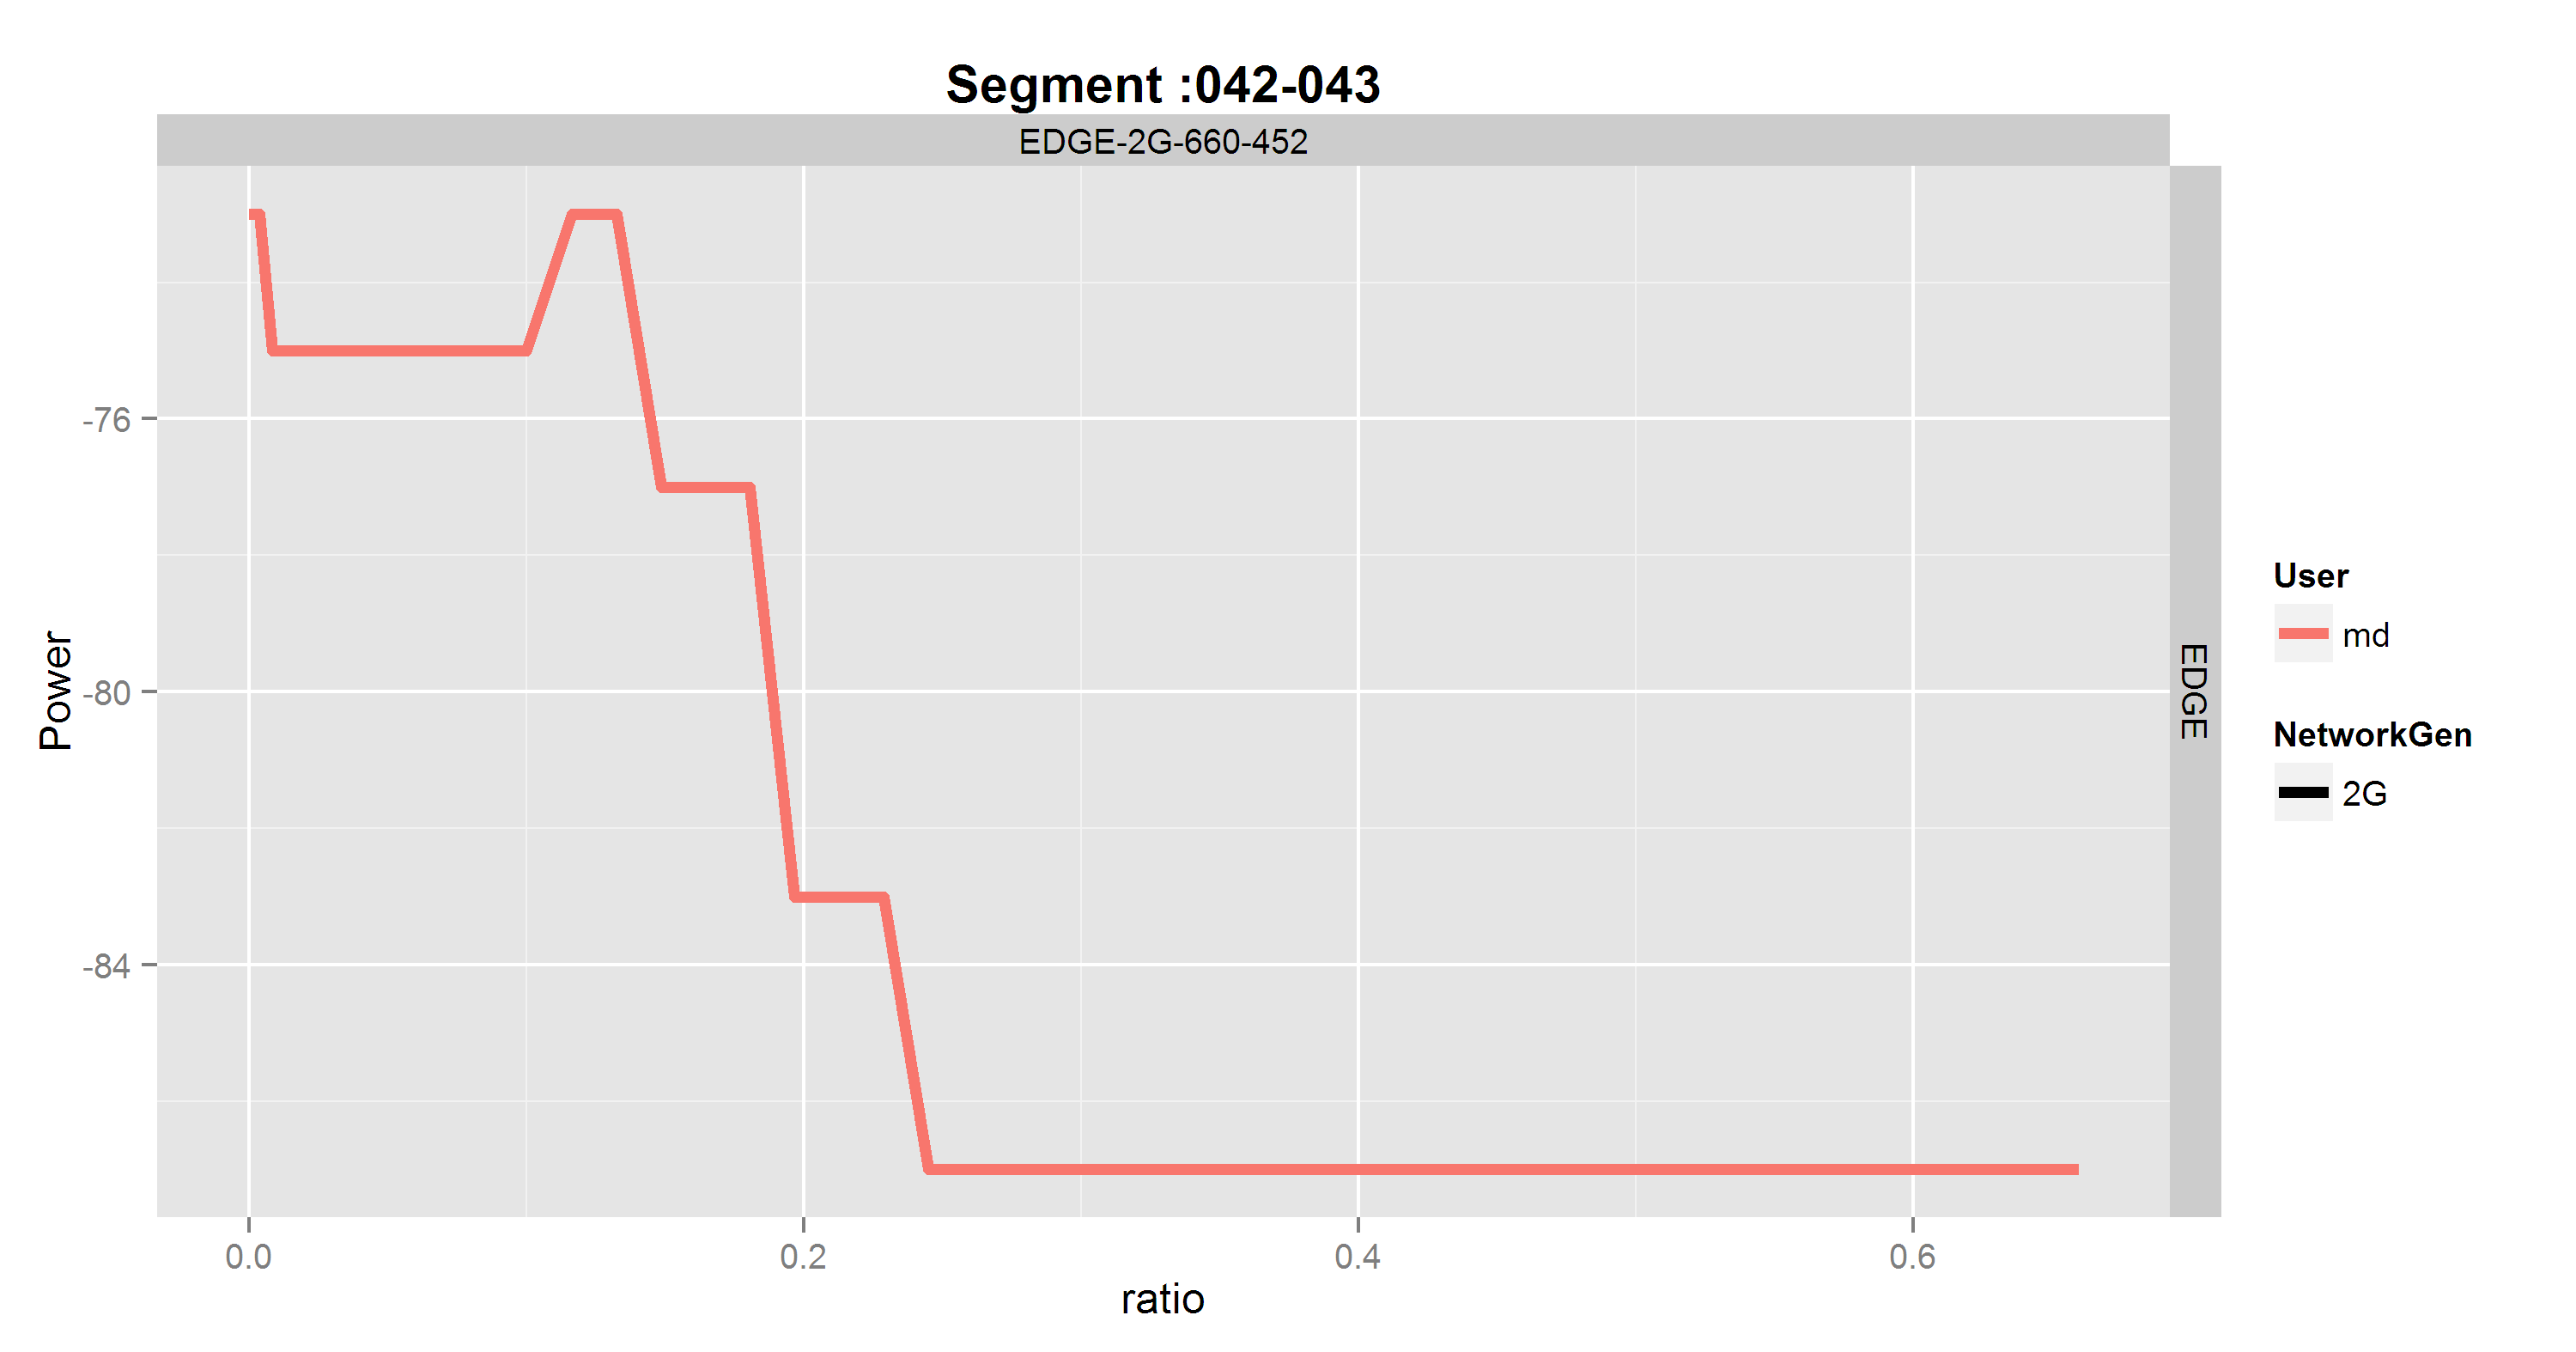 Segment :042-043
EDGE-2G-660-452
-76
-80
-84
Power
EDGE
0.0
0.2
0.4
0.6
ratio
User
md
NetworkGen
2G